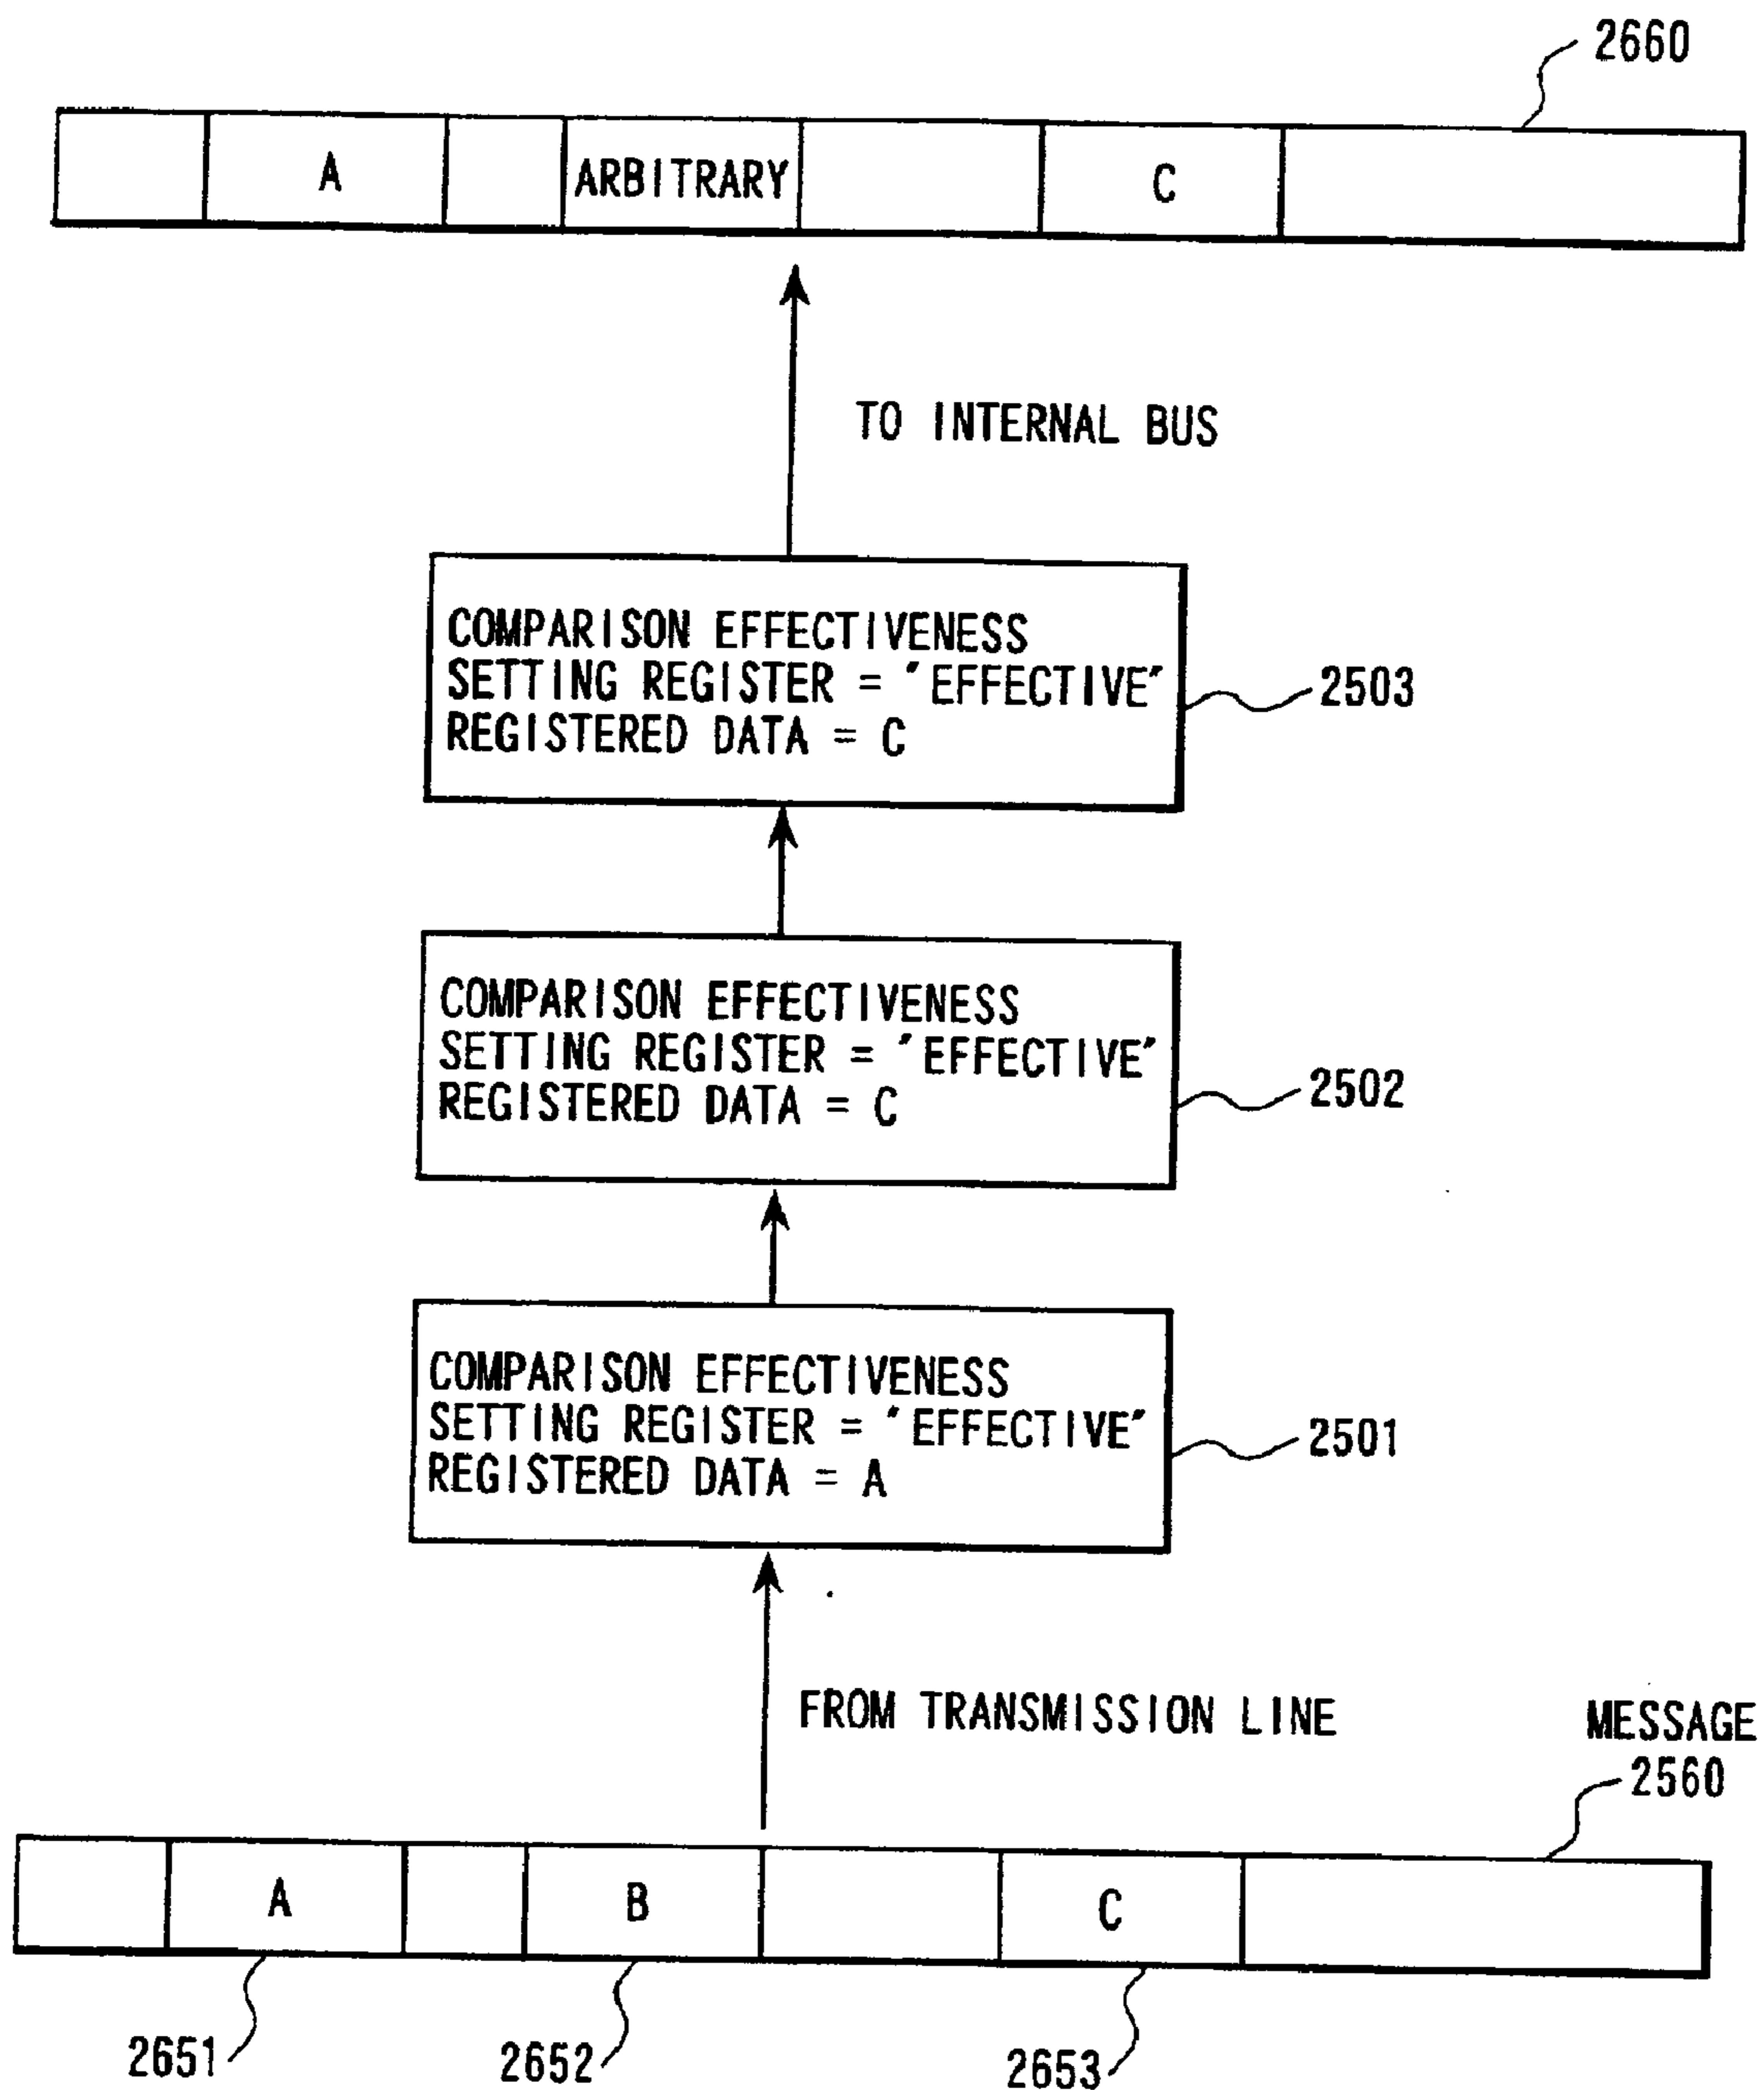 2660
A ARBITRARY C
TO INTERNAL BUS
COMPARISON EFFECTIVENESS
SETTING REGISTER = "EFFECTIVE"
REGISTERED DATA = C
2503
COMPARISON EFFECTIVENESS
SETTING REGISTER = "EFFECTIVE"
REGISTERED DATA = C
2502
COMPARISON EFFECTIVENESS
SETTING REGISTER = "EFFECTIVE"
REGISTERED DATA = A
2501
FROM TRANSMISSION LINE
MESSAGE
2560
A B C
2651 2652 2653